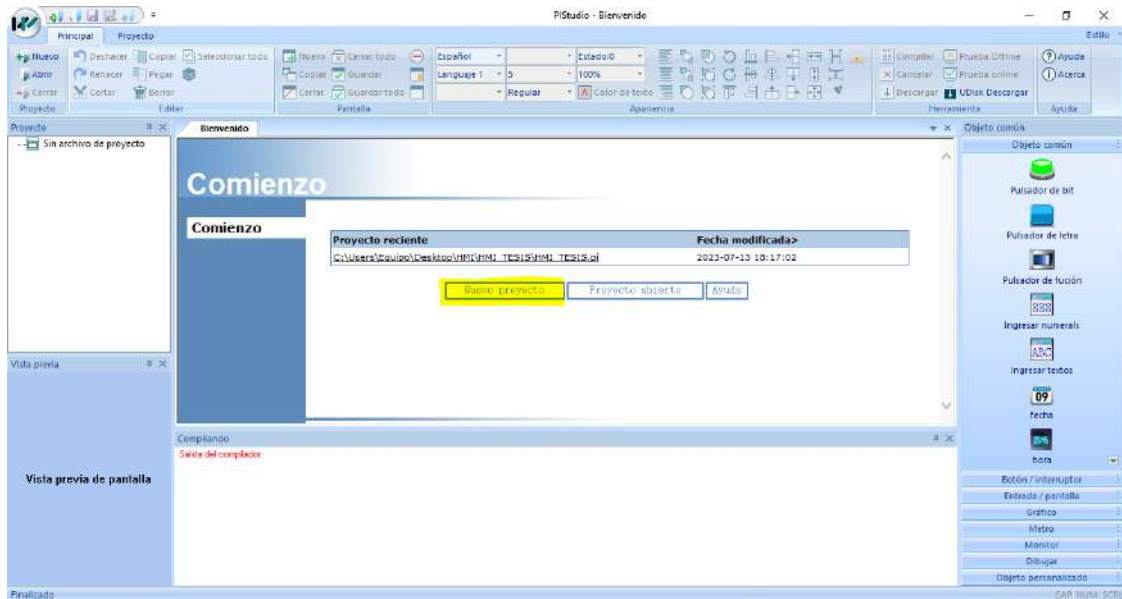 PIStudio - Bienvenido
Principal Proyecto Estilo
Nuevo Deshacer Copiar Seleccionar todo Nuevo Cerrar todo Español Estado:0 Compilar Prueba Offline Ayuda
Abrir Rehacer Pegar Copiar Guardar Languaje 1 5 100% Cancelar Prueba online Acerca
Cerrar Cortar Borrar Cerrar Guardar todo Regular A Color de texto Descargar UDisk Descargar
Proyecto Editar Pantalla Apariencia Herramienta Ayuda
Proyecto
Sin archivo de proyecto
Vista previa
Vista previa de pantalla
Bienvenido
Comienzo
Comienzo
Proyecto reciente Fecha modificada>
C:\Users\Equipo\Desktop\HMI\HMI_TESIS\HMI_TESIS.pi 2023-07-13 18:17:02
Nuevo proyecto Proyecto abierto Ayuda
Compilando
Salida del compilador
Objeto común
Objeto común
Pulsador de bit
Pulsador de letra
Pulsador de fución
888
Ingresar numerals
ABC
Ingresar textos
09
fecha
hora
Botón / interruptor
Entrada / pantalla
Gráfico
Metro
Monitor
Dibujar
Objeto personalizado
Finalizado CAP NUM SCRL